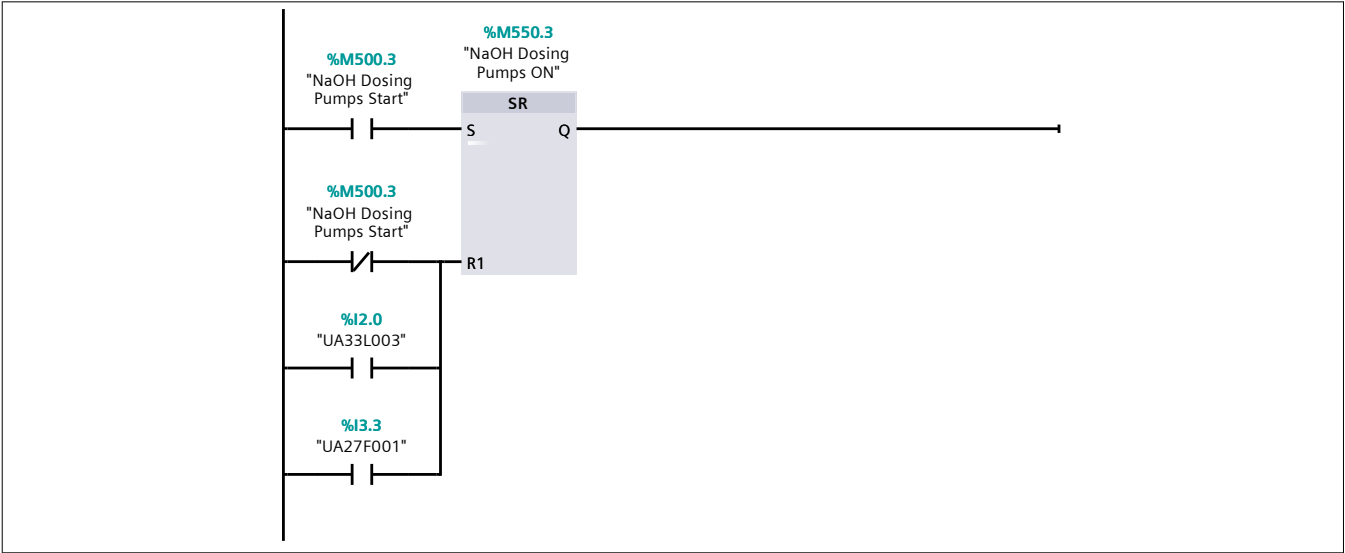 %M550.3
"NaOH Dosing
Pumps ON"
%M500.3
"NaOH Dosing
Pumps Start"
SR
S
Q
%M500.3
"NaOH Dosing
Pumps Start"
R1
%I2.0
"UA33L003"
%I3.3
"UA27F001"